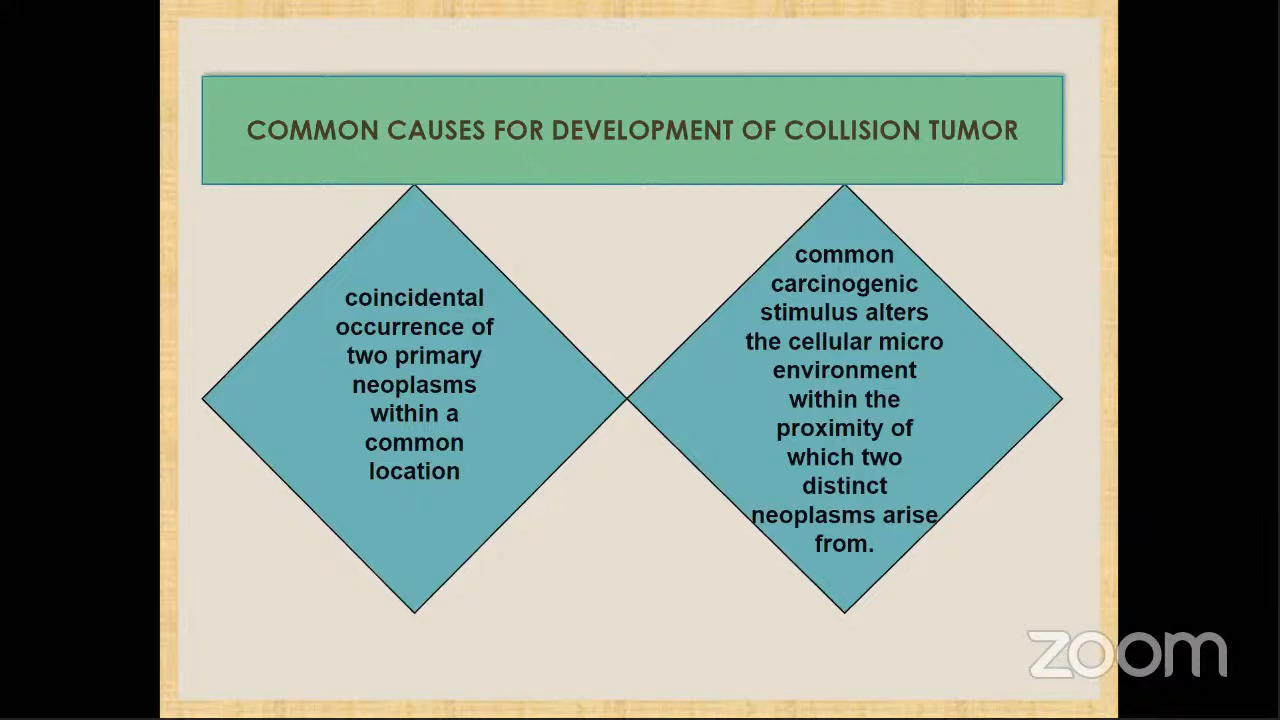 COMMON CAUSES FOR DEVELOPMENT OF COLLISION TUMOR
coincidental
occurrence of
two primary
neoplasms
within a
common
location
common
carcinogenic
stimulus alters
the cellular micro
environment
within the
proximity of
which two
distinct
neoplasms arise
from.
zoom